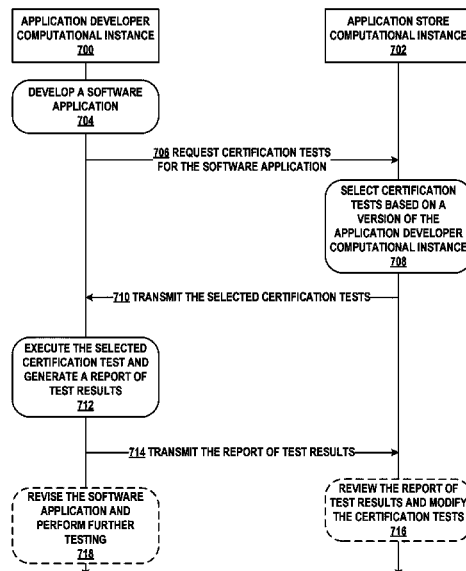 APPLICATION DEVELOPER
COMPUTATIONAL INSTANCE
700
APPLICATION STORE
COMPUTATIONAL INSTANCE
702
DEVELOP A SOFTWARE
APPLICATION
704
706 REQUEST CERTIFICATION TESTS
FOR THE SOFTWARE APPLICATION
SELECT CERTIFICATION
TESTS BASED ON A
VERSION OF THE
APPLICATION DEVELOPER
COMPUTATIONAL INSTANCE
708
710 TRANSMIT THE SELECTED CERTIFICATION TESTS
EXECUTE THE SELECTED
CERTIFICATION TEST AND
GENERATE A REPORT OF
TEST RESULTS
712
714 TRANSMIT THE REPORT OF TEST RESULTS
REVISE THE SOFTWARE
APPLICATION AND
PERFORM FURTHER
TESTING
718
REVIEW THE REPORT OF
TEST RESULTS AND MODIFY
THE CERTIFICATION TESTS
716